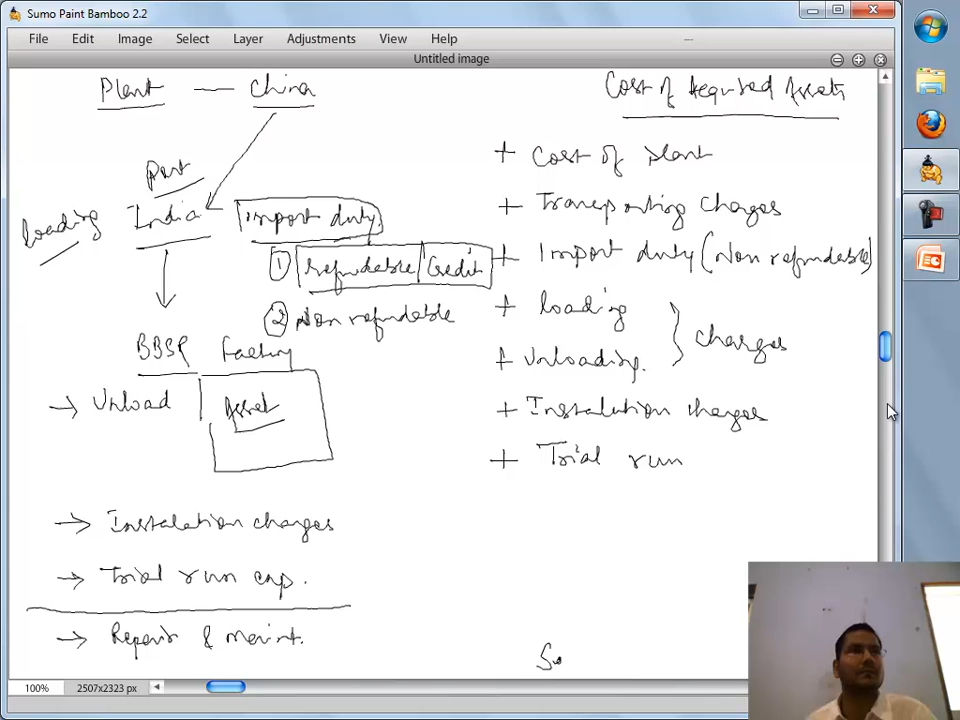 Sumo Paint Bamboo 2.2
File Edit Image Select Layer Adjustments View Help
Untitled image
Plant — China
Port
loading India import duty
① refundable / Credit
② Non refundable
BBSR Factory
→ Unload Asset
→ Instalation charges
→ Trial run exp.
→ Repair & Maint.
Cost of Acquired Assets
+ Cost of plant
+ Transporting charges
+ Import duty (Non refundable)
+ loading
+ Unloading. } charges
+ Instalation charges
+ Trial run
100% 2507x2323 px